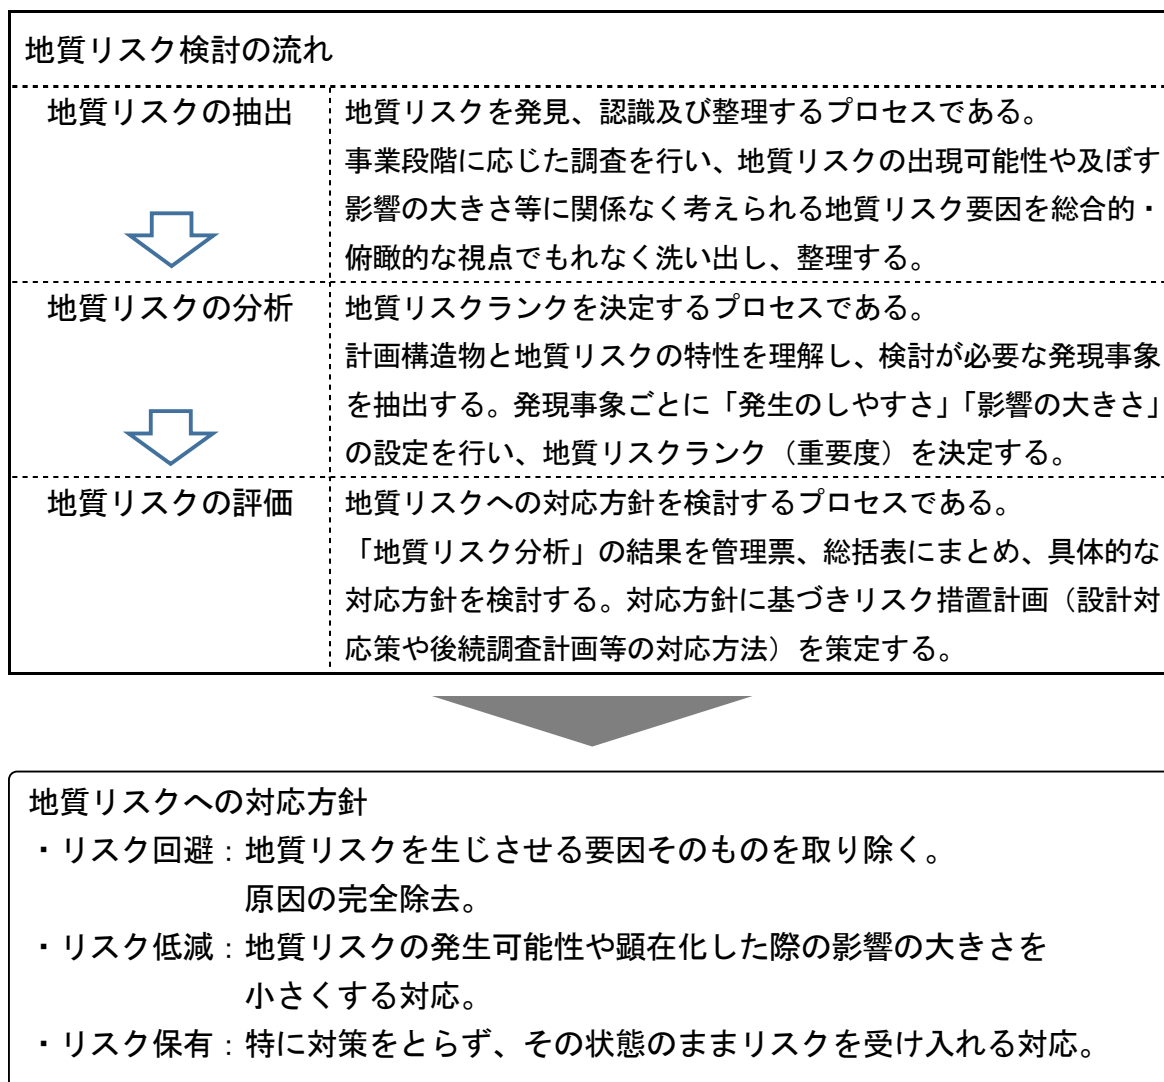 地質リスク検討の流れ
地質リスクの抽出
地質リスクを発見、認識及び整理するプロセスである。
事業段階に応じた調査を行い、地質リスクの出現可能性や及ぼす
影響の大きさ等に関係なく考えられる地質リスク要因を総合的・
俯瞰的な視点でもれなく洗い出し、整理する。
地質リスクの分析
地質リスクランクを決定するプロセスである。
計画構造物と地質リスクの特性を理解し、検討が必要な発現事象
を抽出する。発現事象ごとに「発生のしやすさ」「影響の大きさ」
の設定を行い、地質リスクランク（重要度）を決定する。
地質リスクの評価
地質リスクへの対応方針を検討するプロセスである。
「地質リスク分析」の結果を管理票、総括表にまとめ、具体的な
対応方針を検討する。対応方針に基づきリスク措置計画（設計対
応策や後続調査計画等の対応方法）を策定する。
地質リスクへの対応方針
・リスク回避：地質リスクを生じさせる要因そのものを取り除く。
原因の完全除去。
・リスク低減：地質リスクの発生可能性や顕在化した際の影響の大きさを
小さくする対応。
・リスク保有：特に対策をとらず、その状態のままリスクを受け入れる対応。